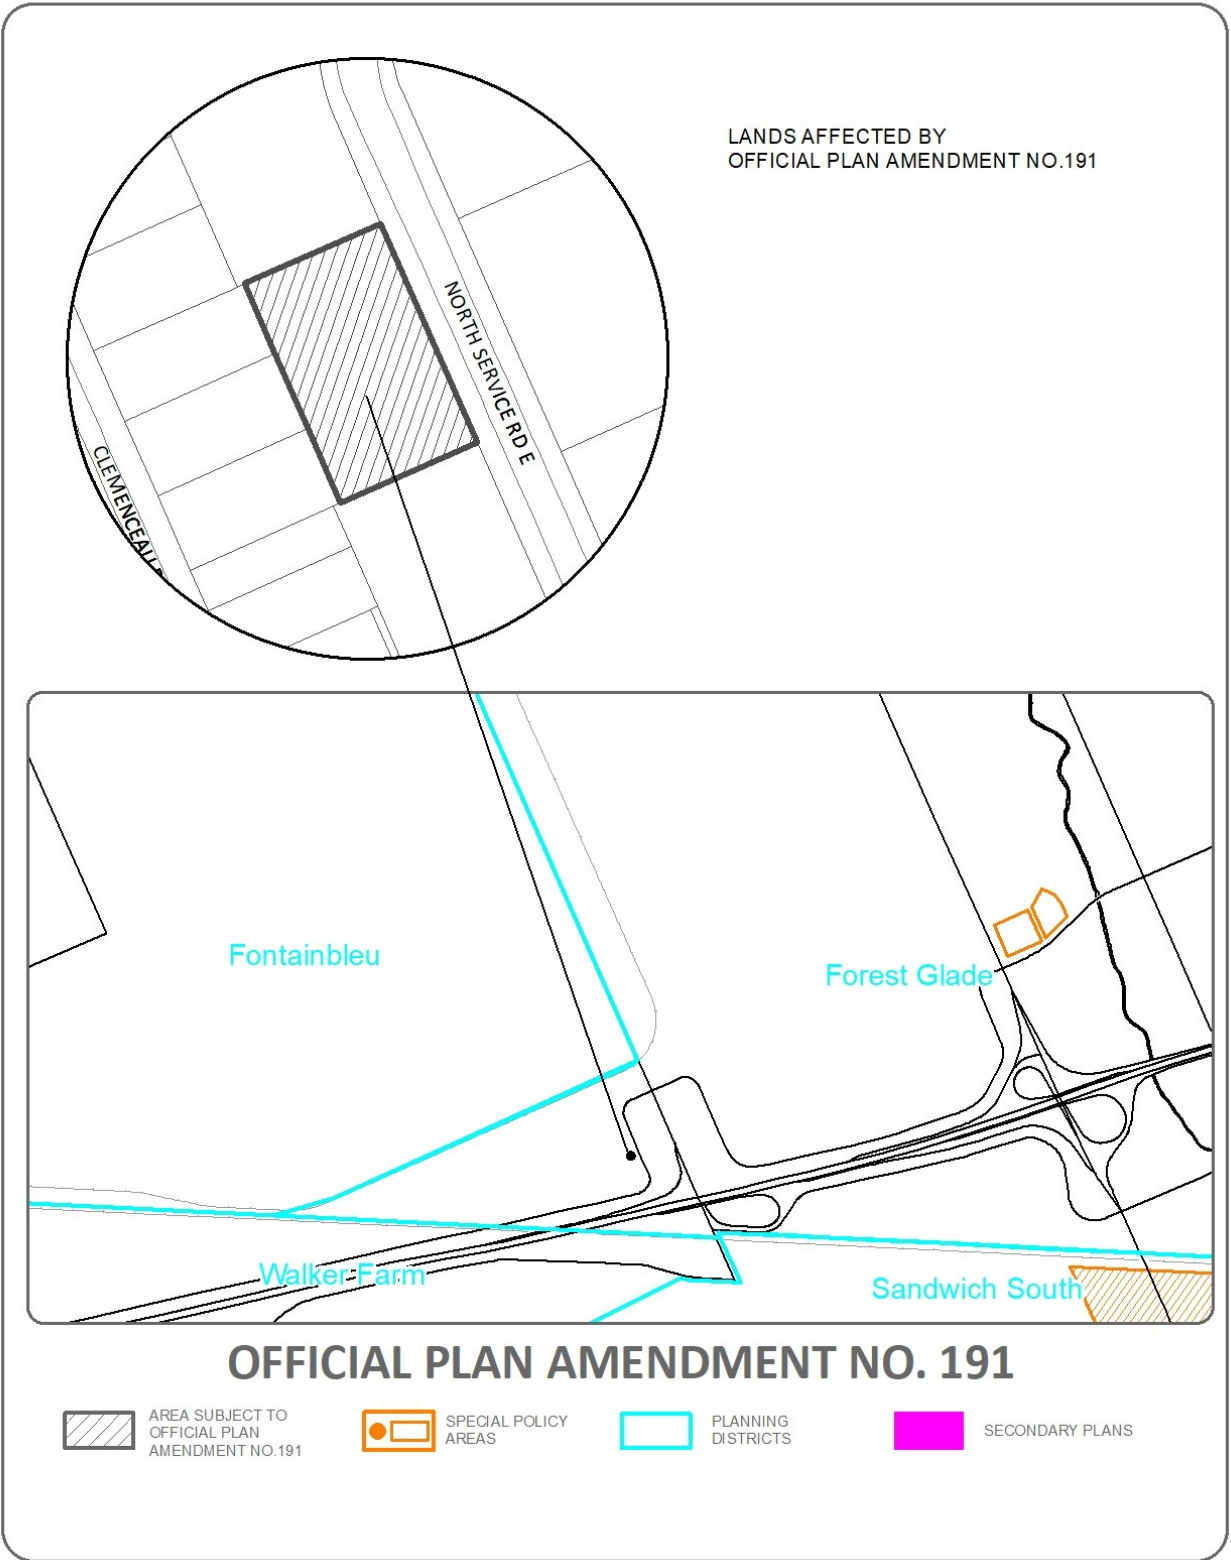 LANDS AFFECTED BY
OFFICIAL PLAN AMENDMENT NO.191
NORTH SERVICE RD E
Fontainbleu
Forest Glade
Walker Farm
Sandwich South
OFFICIAL PLAN AMENDMENT NO. 191
AREA SUBJECT TO
OFFICIAL PLAN
AMENDMENT NO.191
SPECIAL POLICY
AREAS
PLANNING
DISTRICTS
SECONDARY PLANS